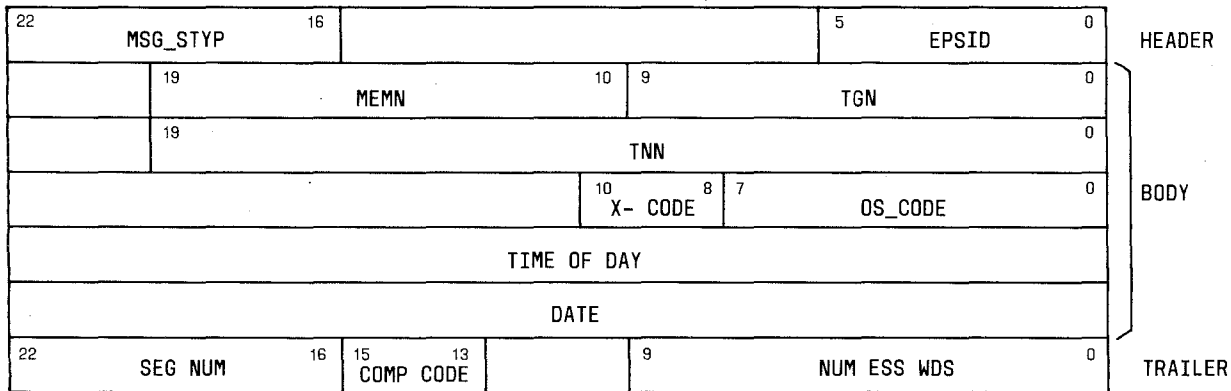 22 MSG_STYP 16 5 EPSID 0 HEADER
19 MEMN 10 9 TGN 0
19 TNN 0
10 X- CODE 8 7 OS_CODE 0 BODY
TIME OF DAY
DATE
22 SEG NUM 16 15 COMP CODE 13 9 NUM ESS WDS 0 TRAILER